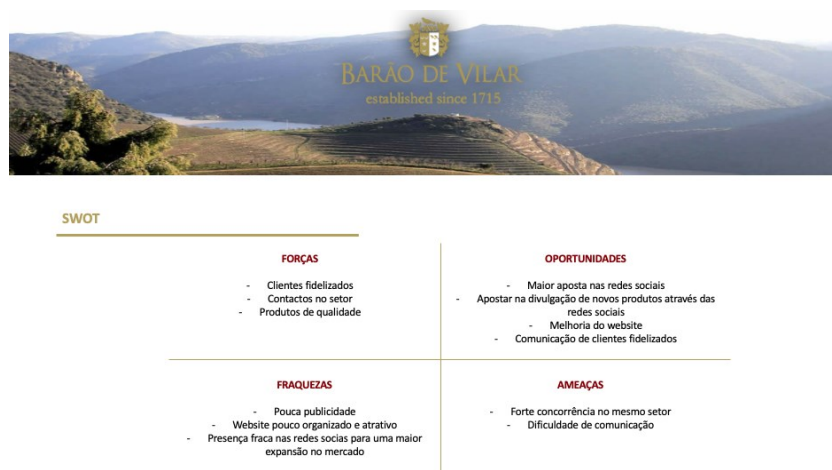 BARÃO DE VILAR
established since 1715
SWOT
FORÇAS
- Clientes fidelizados
- Contactos no setor
- Produtos de qualidade
OPORTUNIDADES
- Maior aposta nas redes sociais
- Apostar na divulgação de novos produtos através das
redes sociais
- Melhoria do website
- Comunicação de clientes fidelizados
FRAQUEZAS
- Pouca publicidade
- Website pouco organizado e atrativo
- Presença fraca nas redes socias para uma maior
expansão no mercado
AMEAÇAS
- Forte concorrência no mesmo setor
- Dificuldade de comunicação